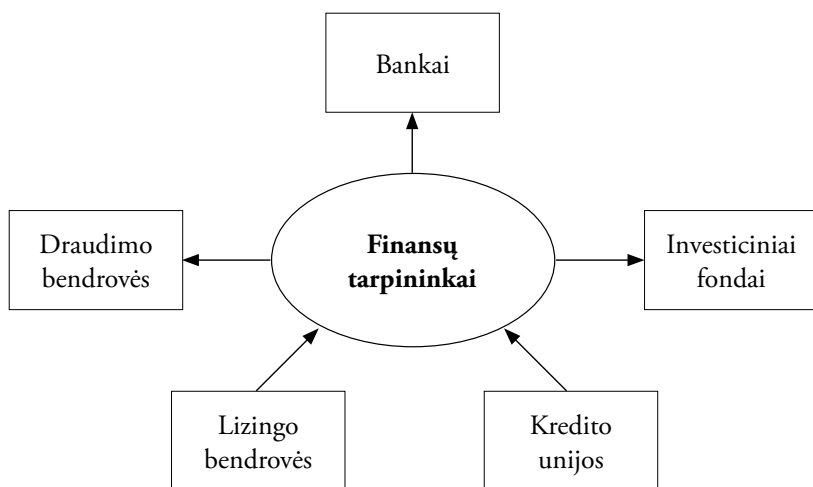 Bankai
Draudimo
bendrovės
Finansų
tarpininkai
Investiciniai
fondai
Lizingo
bendrovės
Kredito
unijos